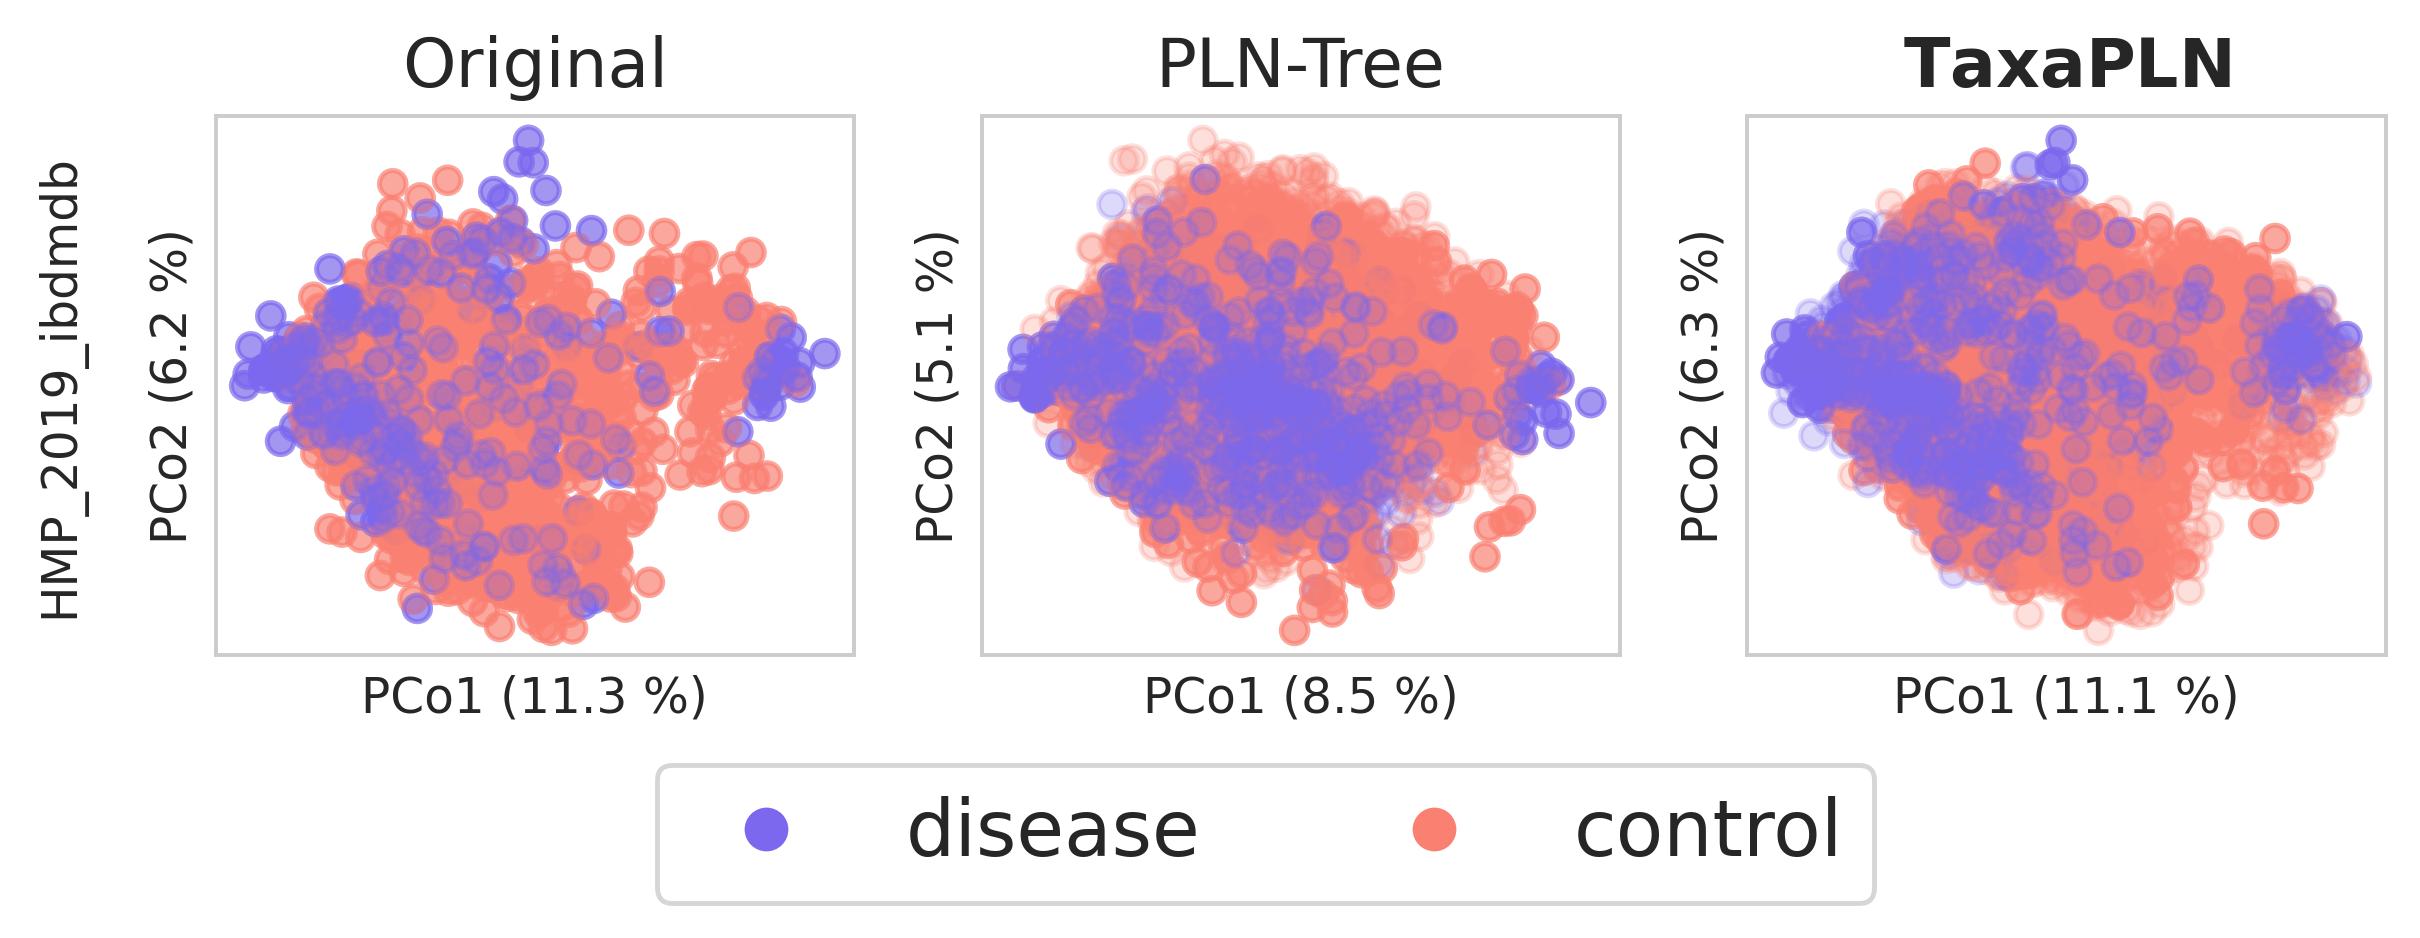 Original
PLN-Tree
TaxaPLN
HMP_2019_ibdmdb
PCo2 (6.2 %)
PCo2 (5.1 %)
PCo2 (6.3 %)
PCo1 (11.3 %)
PCo1 (8.5 %)
PCo1 (11.1 %)
disease
control